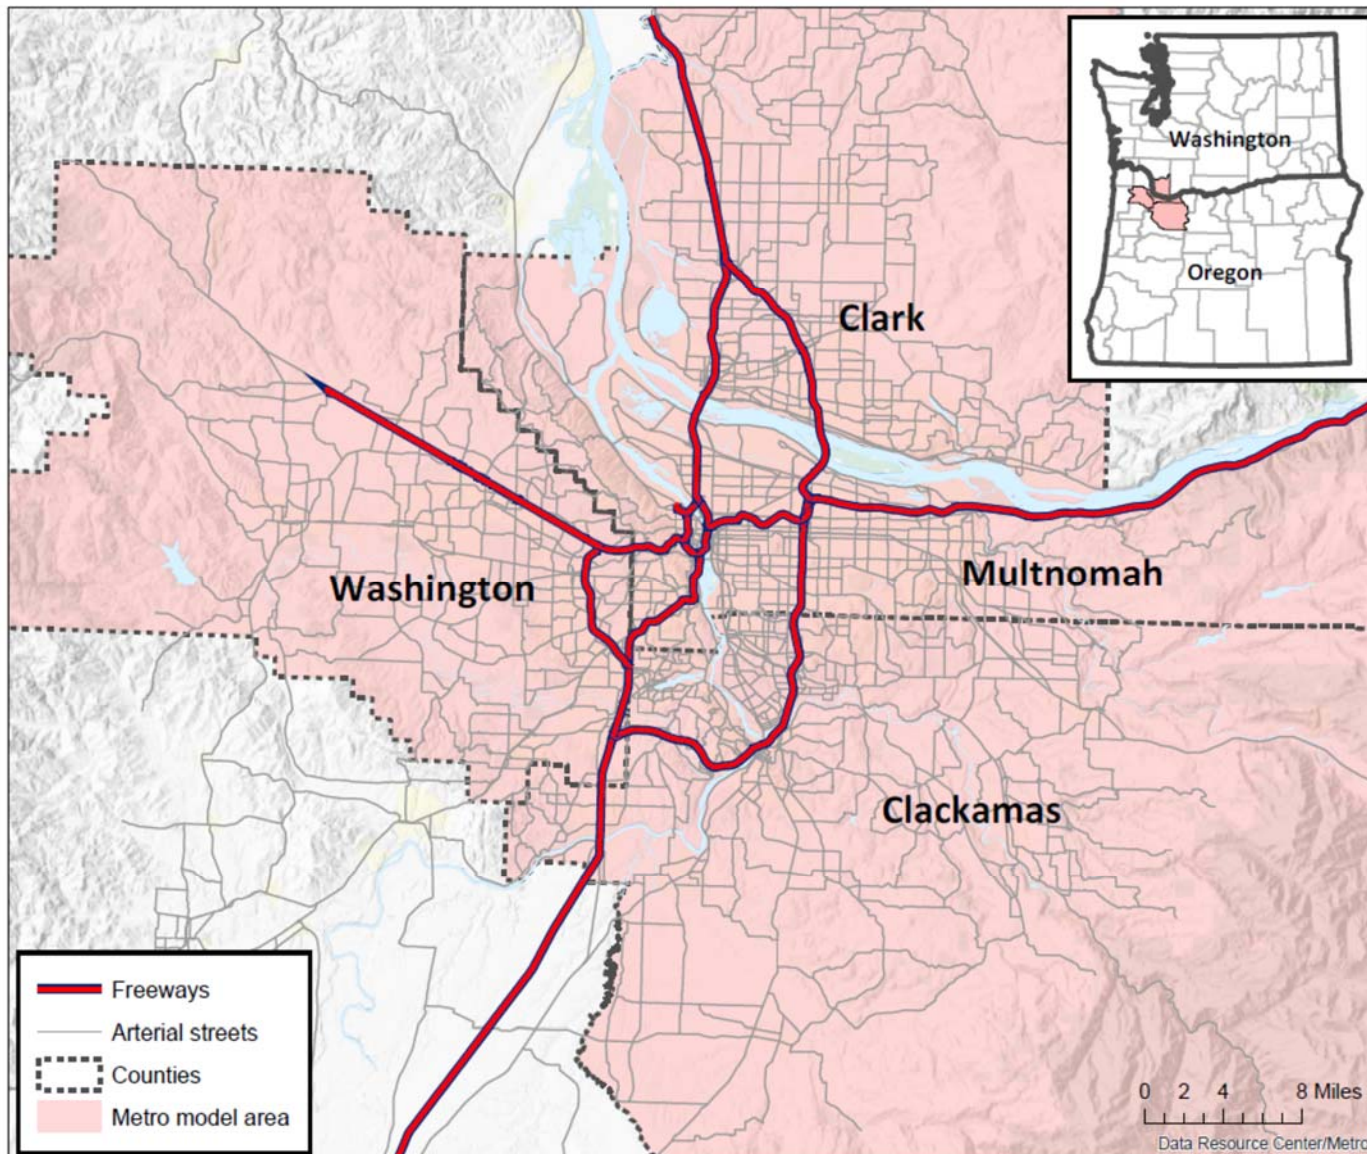 Washington
Oregon
Clark
Washington
Multnomah
Clackamas
Freeways
Arterial streets
Counties
Metro model area
0 2 4 8 Miles
Data Resource Center/Metro